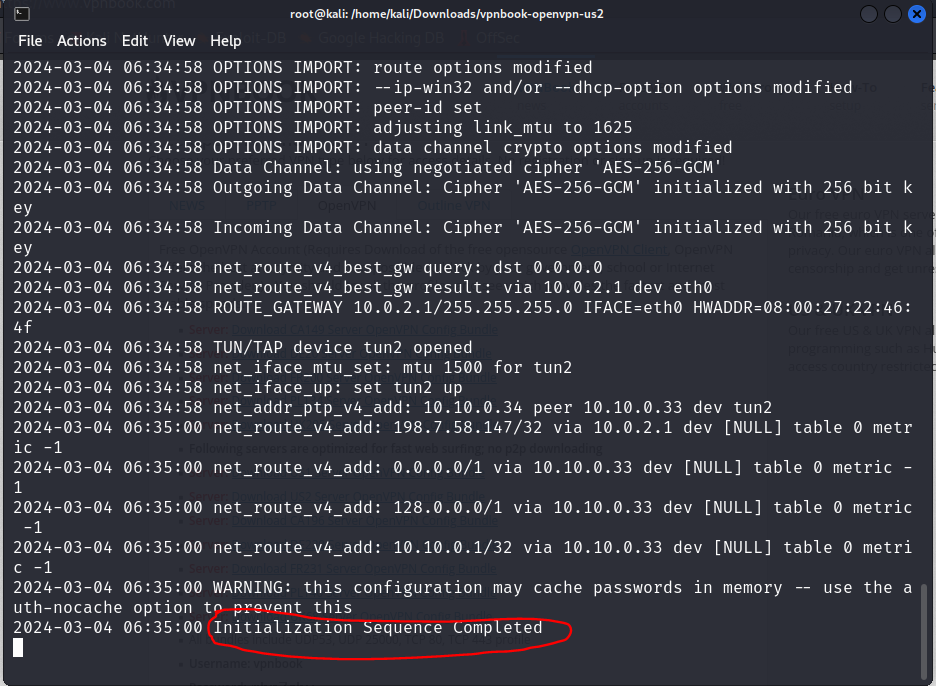 root@kali: /home/kali/Downloads/vpnbook-openvpn-us2
File Actions Edit View Help
2024-03-04 06:34:58 OPTIONS IMPORT: route options modified
2024-03-04 06:34:58 OPTIONS IMPORT: --ip-win32 and/or --dhcp-option options modified
2024-03-04 06:34:58 OPTIONS IMPORT: peer-id set
2024-03-04 06:34:58 OPTIONS IMPORT: adjusting link_mtu to 1625
2024-03-04 06:34:58 OPTIONS IMPORT: data channel crypto options modified
2024-03-04 06:34:58 Data Channel: using negotiated cipher 'AES-256-GCM'
2024-03-04 06:34:58 Outgoing Data Channel: Cipher 'AES-256-GCM' initialized with 256 bit k
ey
2024-03-04 06:34:58 Incoming Data Channel: Cipher 'AES-256-GCM' initialized with 256 bit k
ey
2024-03-04 06:34:58 net_route_v4_best_gw query: dst 0.0.0.0
2024-03-04 06:34:58 net_route_v4_best_gw result: via 10.0.2.1 dev eth0
2024-03-04 06:34:58 ROUTE_GATEWAY 10.0.2.1/255.255.255.0 IFACE=eth0 HWADDR=08:00:27:22:46:
4f
2024-03-04 06:34:58 TUN/TAP device tun2 opened
2024-03-04 06:34:58 net_iface_mtu_set: mtu 1500 for tun2
2024-03-04 06:34:58 net_iface_up: set tun2 up
2024-03-04 06:34:58 net_addr_ptp_v4_add: 10.10.0.34 peer 10.10.0.33 dev tun2
2024-03-04 06:35:00 net_route_v4_add: 198.7.58.147/32 via 10.0.2.1 dev [NULL] table 0 metr
ic -1
2024-03-04 06:35:00 net_route_v4_add: 0.0.0.0/1 via 10.10.0.33 dev [NULL] table 0 metric -
1
2024-03-04 06:35:00 net_route_v4_add: 128.0.0.0/1 via 10.10.0.33 dev [NULL] table 0 metric
 -1
2024-03-04 06:35:00 net_route_v4_add: 10.10.0.1/32 via 10.10.0.33 dev [NULL] table 0 metri
c -1
2024-03-04 06:35:00 WARNING: this configuration may cache passwords in memory -- use the a
uth-nocache option to prevent this
2024-03-04 06:35:00 Initialization Sequence Completed
Username: vpnbook